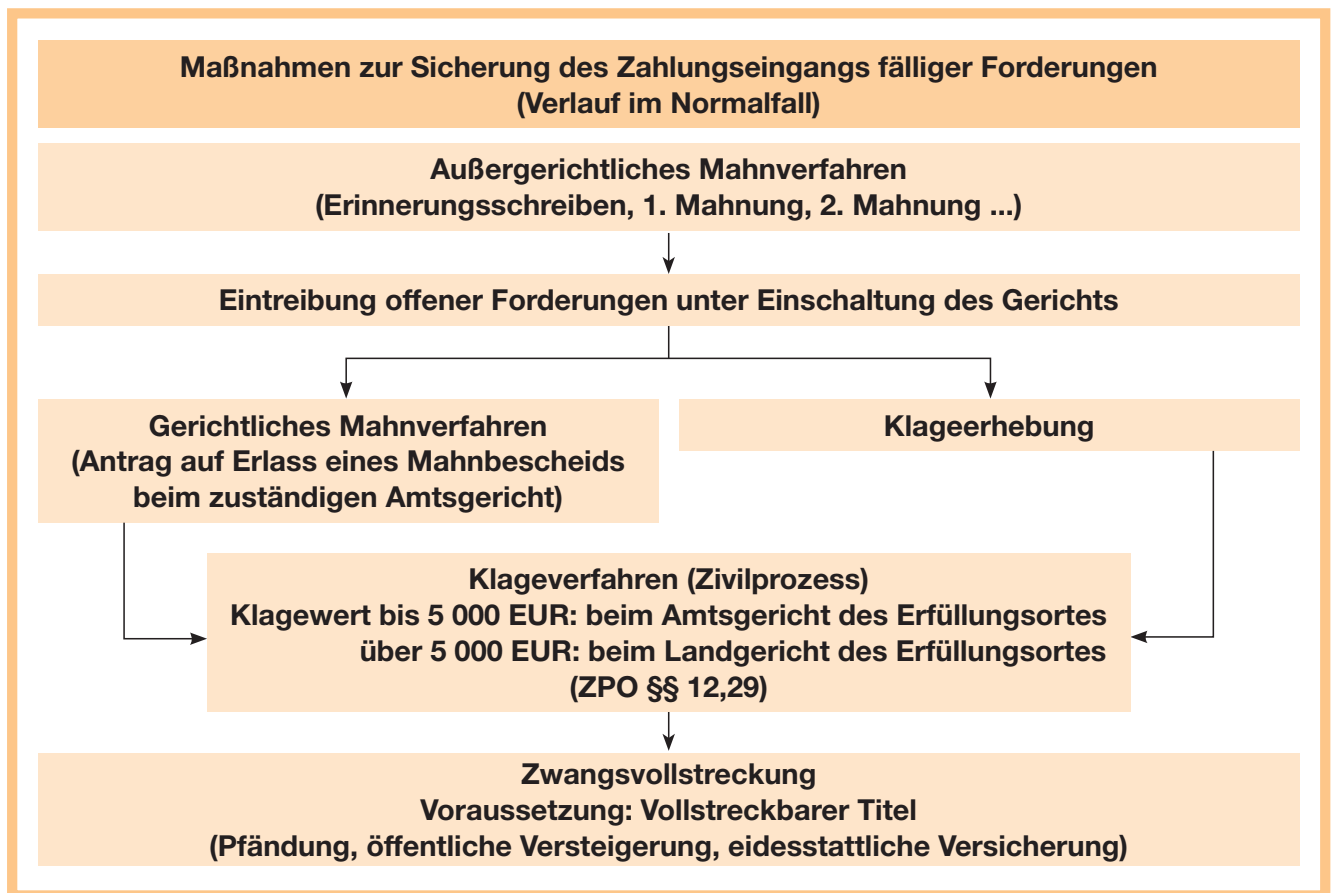 Maßnahmen zur Sicherung des Zahlungseingangs fälliger Forderungen
(Verlauf im Normalfall)
Außergerichtliches Mahnverfahren
(Erinnerungsschreiben, 1. Mahnung, 2. Mahnung ...)
Eintreibung offener Forderungen unter Einschaltung des Gerichts
Gerichtliches Mahnverfahren
(Antrag auf Erlass eines Mahnbescheids
beim zuständigen Amtsgericht)
Klageerhebung
Klageverfahren (Zivilprozess)
Klagewert bis 5 000 EUR: beim Amtsgericht des Erfüllungsortes
über 5 000 EUR: beim Landgericht des Erfüllungsortes
(ZPO §§ 12,29)
Zwangsvollstreckung
Voraussetzung: Vollstreckbarer Titel
(Pfändung, öffentliche Versteigerung, eidesstattliche Versicherung)